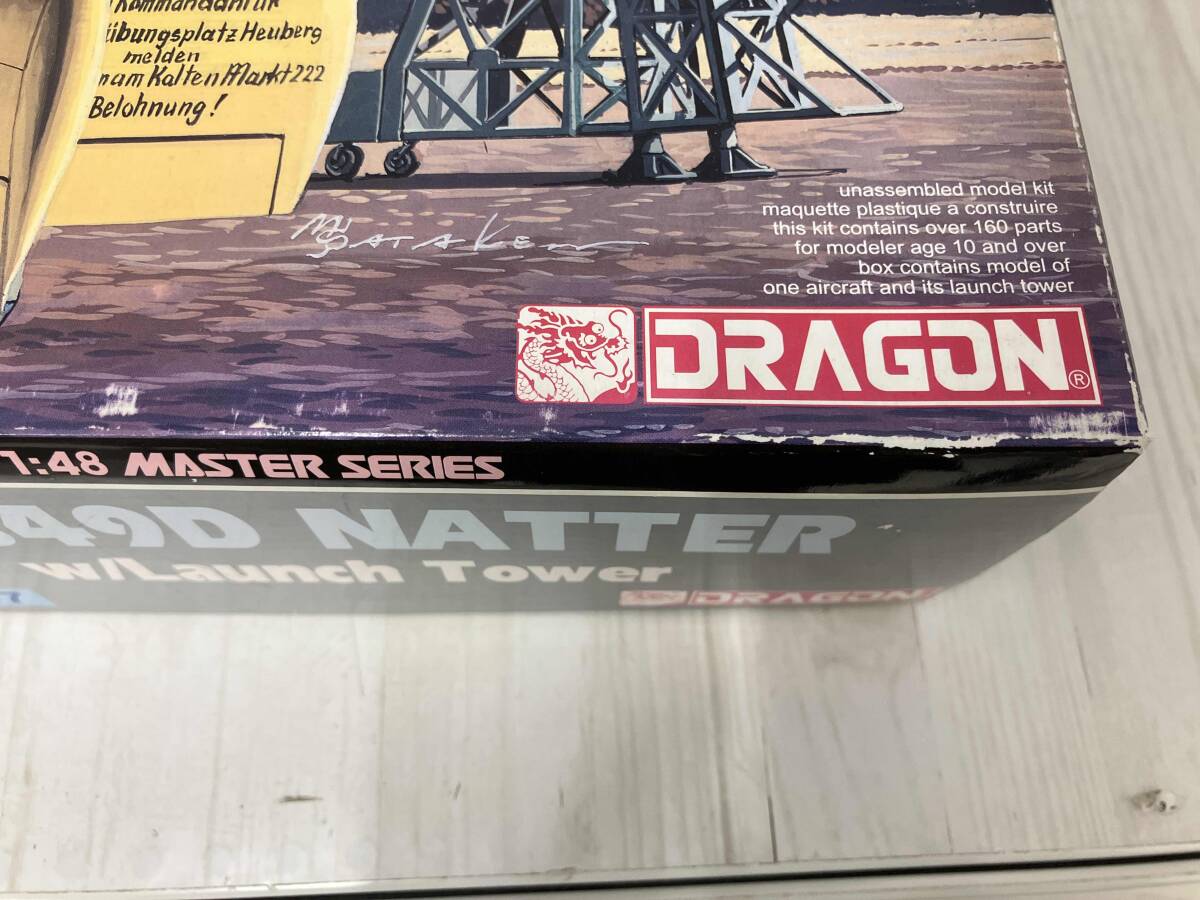 Kommandantur
übungsplatz Heuberg
melden
am Kalten Markt 222
Belohnung!
unassembled model kit
maquette plastique a construire
this kit contains over 160 parts
for modeler age 10 and over
box contains model of
one aircraft and its launch tower
DRAGON®
1:48 MASTER SERIES
349D NATTER
w/Launch Tower
DRAGON